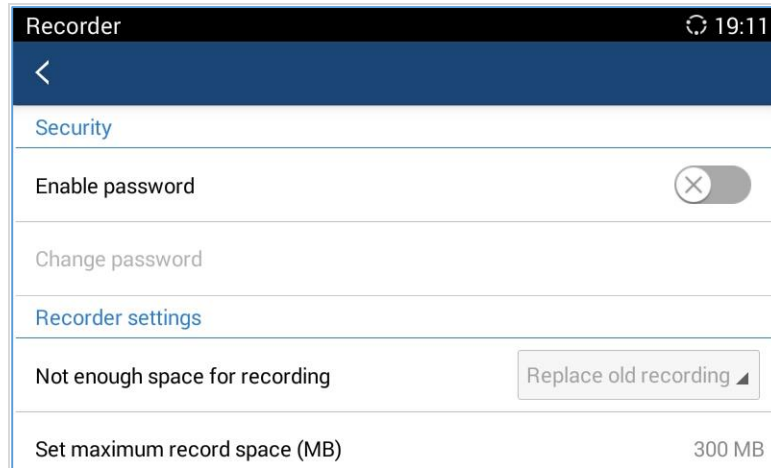 Recorder 19:11
Security
Enable password
Change password
Recorder settings
Not enough space for recording Replace old recording
Set maximum record space (MB) 300 MB